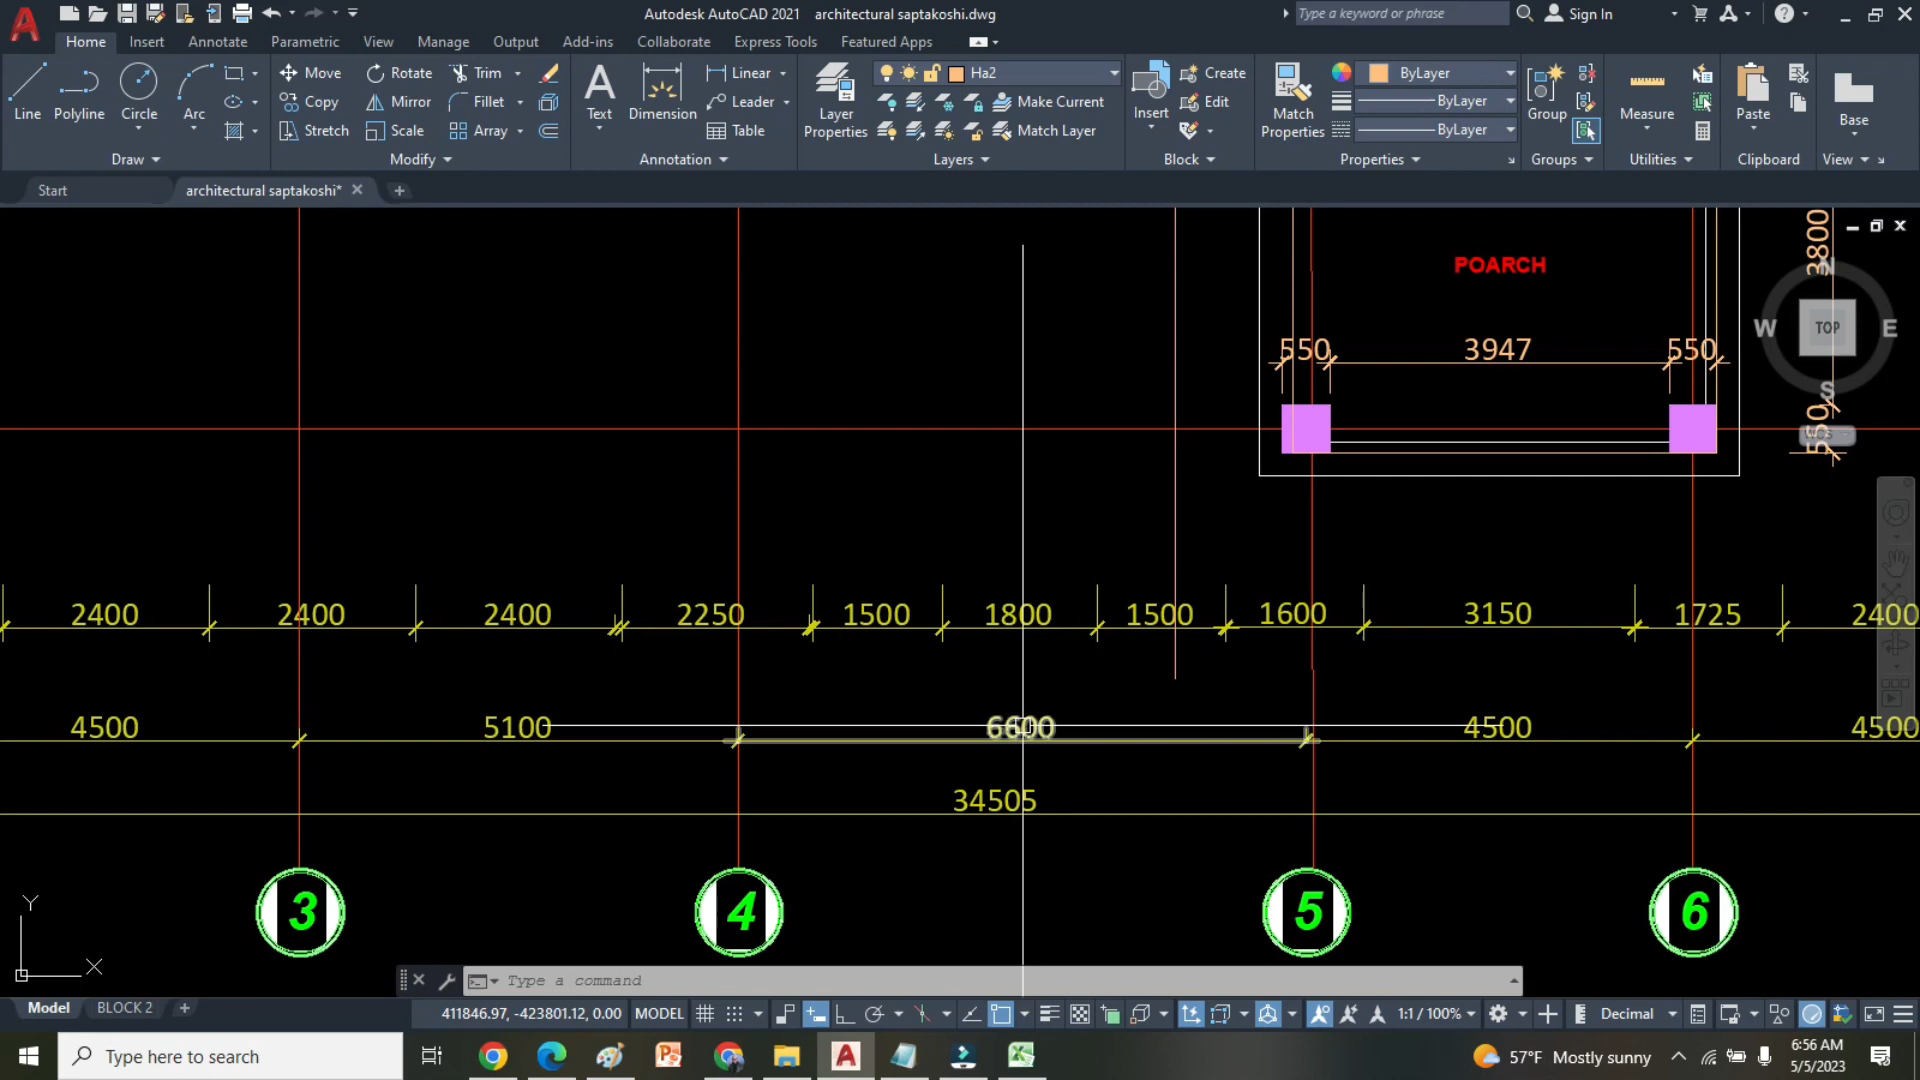 Autodesk AutoCAD 2021 architectural saptakoshi.dwg
Type a keyword or phrase
Sign In
Home Insert Annotate Parametric View Manage Output Add-ins Collaborate Express Tools Featured Apps
Line Polyline Circle Arc
Move Rotate Trim
Copy Mirror Fillet
Stretch Scale Array
Text Dimension
Linear
Leader
Table
Layer Properties
Ha2
Make Current
Match Layer
Insert
Create
Edit
Match Properties
ByLayer
ByLayer
ByLayer
Group
Measure
Paste
Base
Draw Modify Annotation Layers Block Properties Groups Utilities Clipboard View
Start architectural saptakoshi*
POARCH
3800
N
W TOP E
S
550 3947 550
550
WCS
2400 2400 2400 2250 1500 1800 1500 1600 3150 1725 2400
4500 5100 6600 4500 4500
34505
3 4 5 6
Y
X
Type a command
Model BLOCK 2
411846.97, -423801.12, 0.00 MODEL
1:1 / 100%
Decimal
Type here to search
57°F Mostly sunny
6:56 AM
5/5/2023